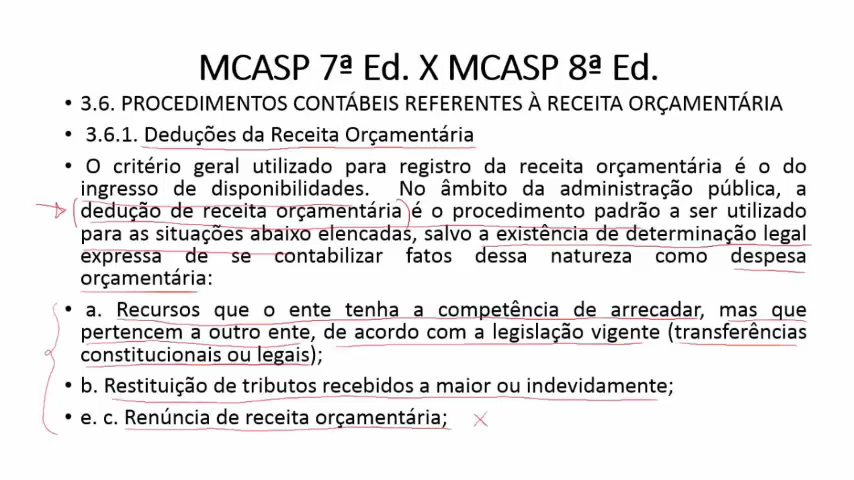 MCASP 7ª Ed. X MCASP 8ª Ed.
• 3.6. PROCEDIMENTOS CONTÁBEIS REFERENTES À RECEITA ORÇAMENTÁRIA
• 3.6.1. Deduções da Receita Orçamentária
• O critério geral utilizado para registro da receita orçamentária é o do
ingresso de disponibilidades. No âmbito da administração pública, a
dedução de receita orçamentária é o procedimento padrão a ser utilizado
para as situações abaixo elencadas, salvo a existência de determinação legal
expressa de se contabilizar fatos dessa natureza como despesa
orçamentária:
• a. Recursos que o ente tenha a competência de arrecadar, mas que
pertencem a outro ente, de acordo com a legislação vigente (transferências
constitucionais ou legais);
• b. Restituição de tributos recebidos a maior ou indevidamente;
• e. c. Renúncia de receita orçamentária; X